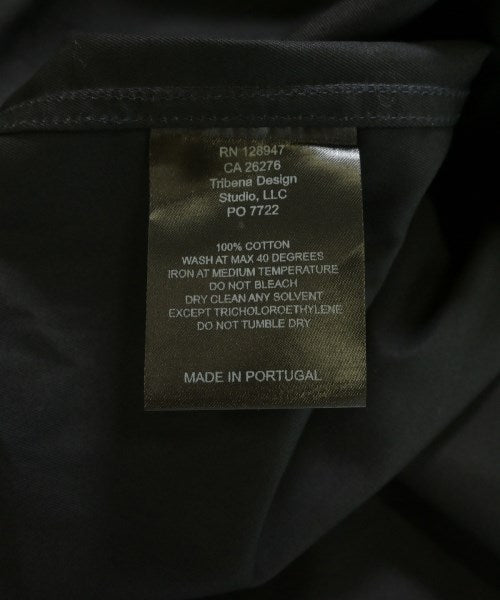 RN 128947
CA 26276
Tribena Design
Studio, LLC
PO 7722
100% COTTON
WASH AT MAX 40 DEGREES
IRON AT MEDIUM TEMPERATURE
DO NOT BLEACH
DRY CLEAN ANY SOLVENT
EXCEPT TRICHOLOROETHYLENE
DO NOT TUMBLE DRY
MADE IN PORTUGAL